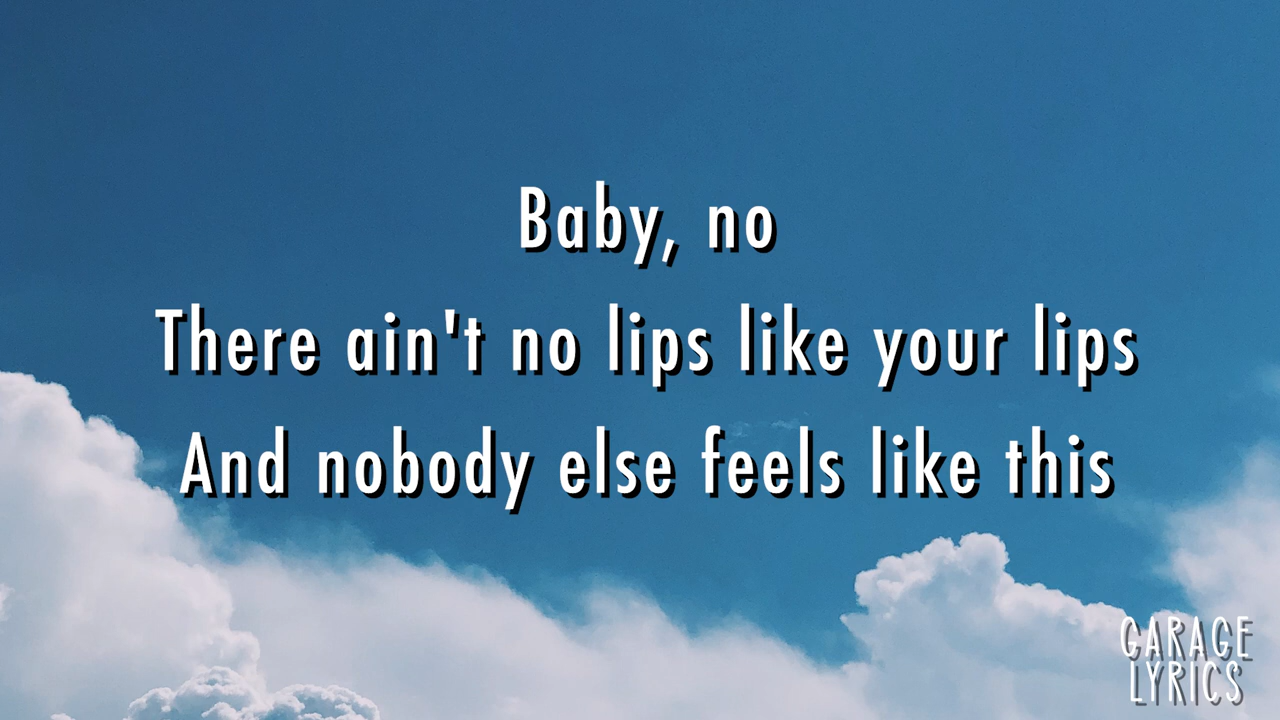 Baby, no
There ain't no lips like your lips
And nobody else feels like this
GARAGE
LYRICS